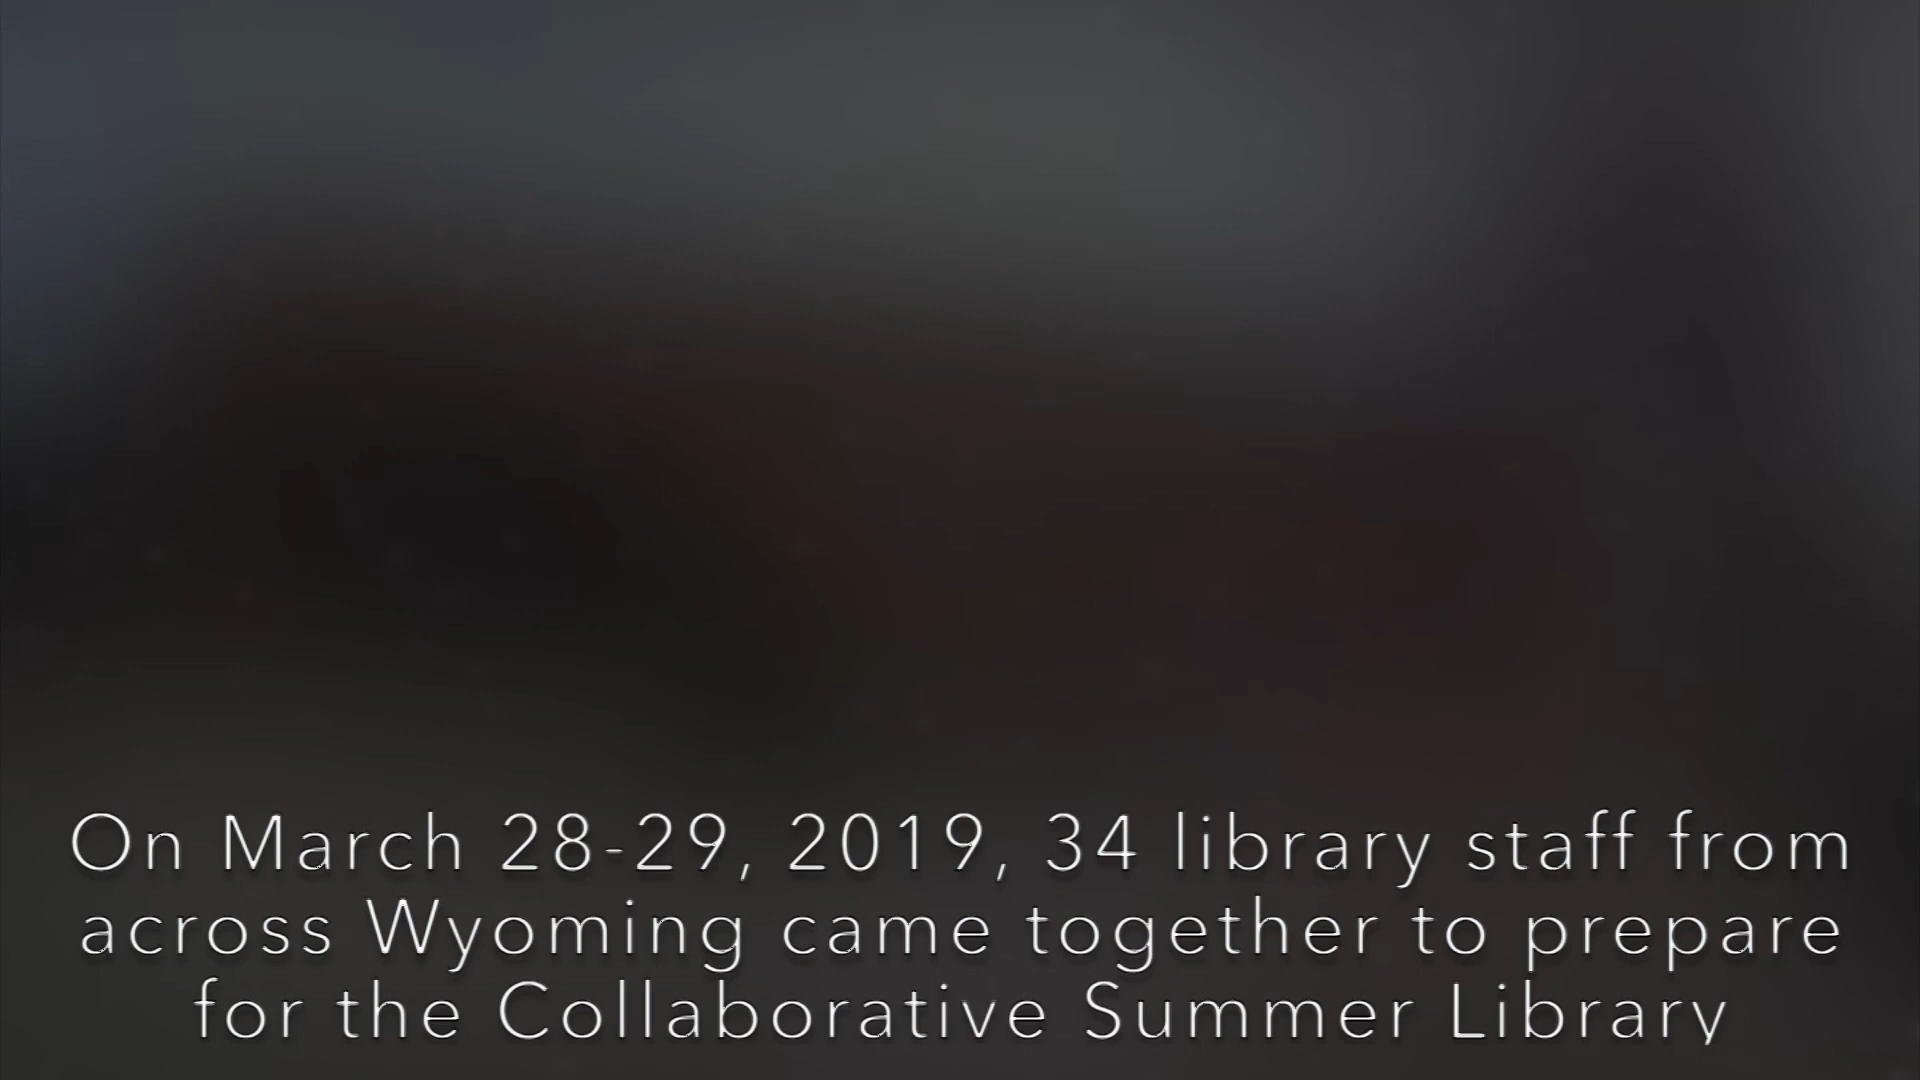 On March 28-29, 2019, 34 library staff from
across Wyoming came together to prepare
for the Collaborative Summer Library